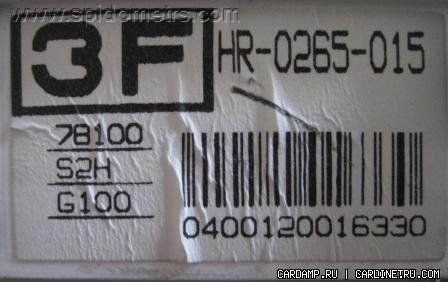 www.spidometrs.com
3F
HR-0265-015
78100
S2H
G100
0400120016330
CARDAMP.RU | CARDINETRU.COM